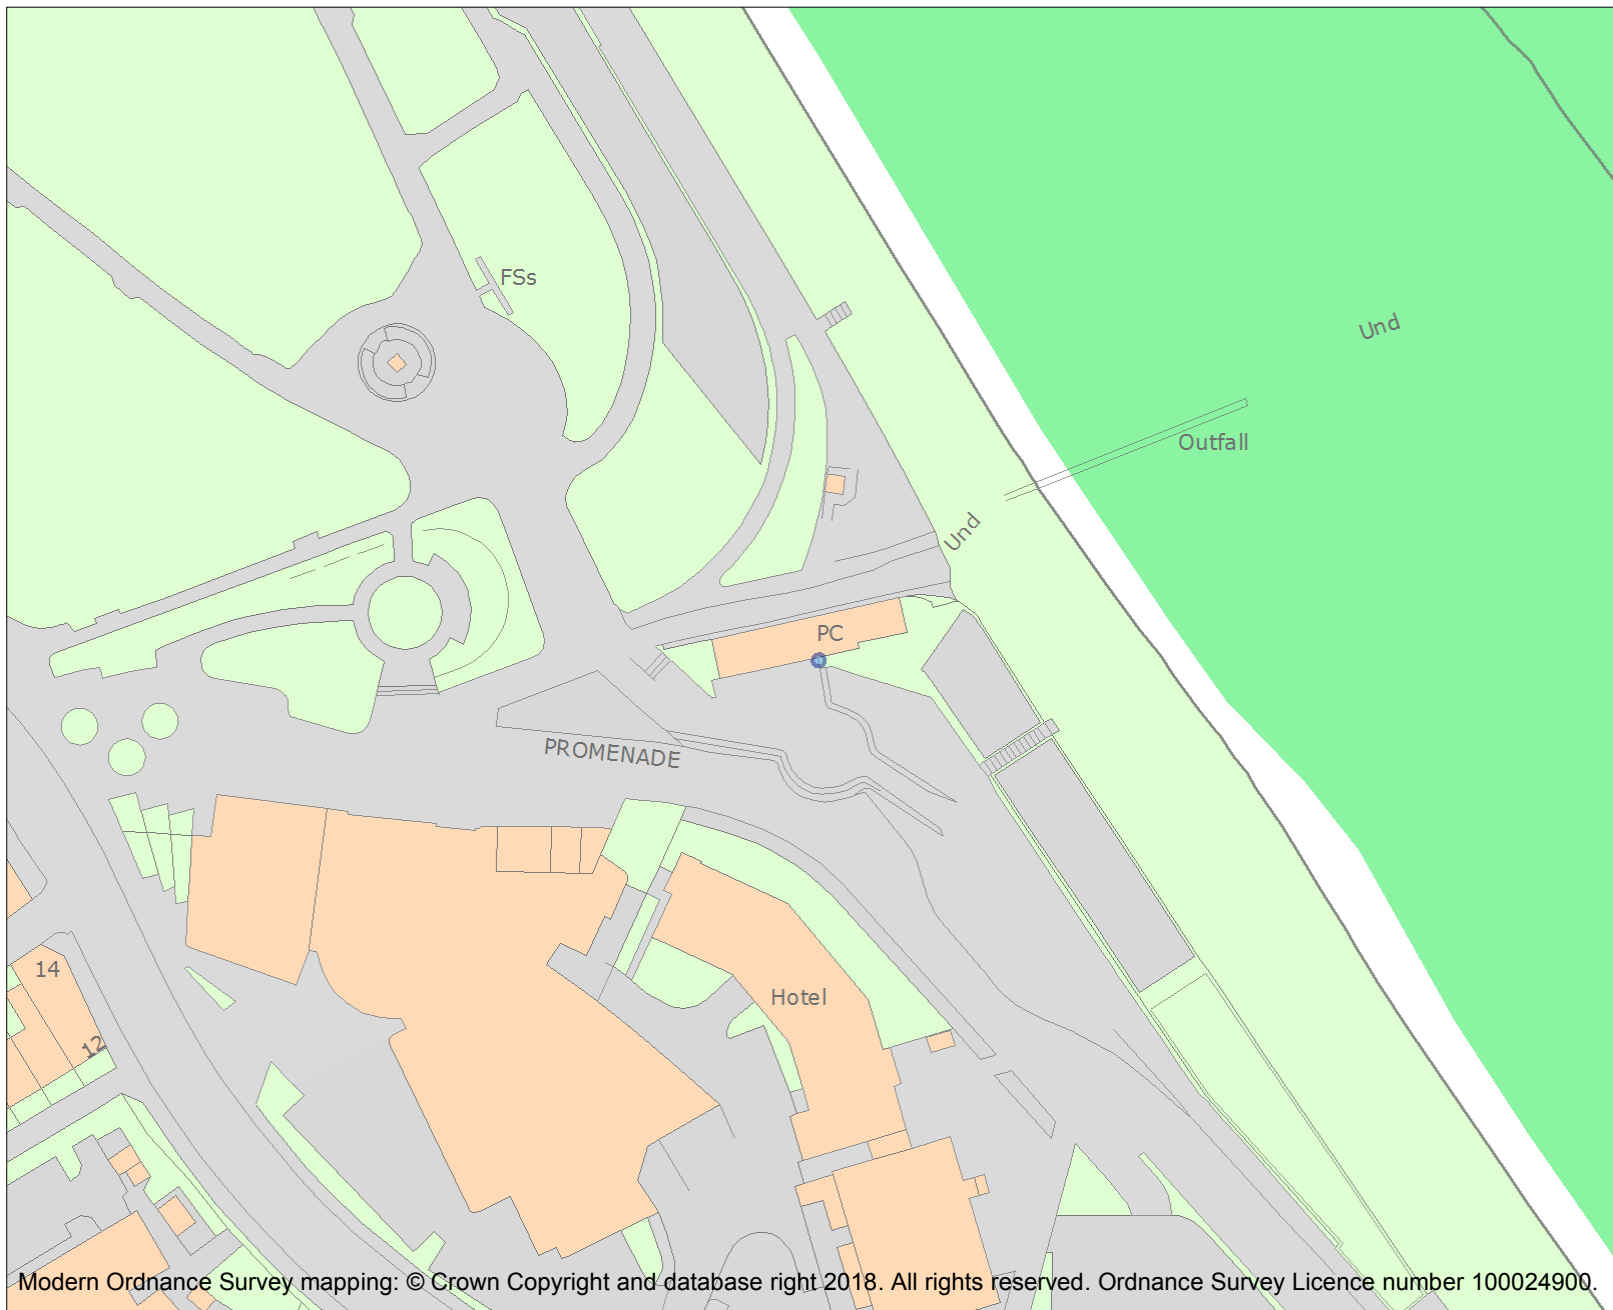 FSs
Und
Outfall
Und
PC
PROMENADE
14
Hotel
12
Modern Ordnance Survey mapping: © Crown Copyright and database right 2018. All rights reserved. Ordnance Survey Licence number 100024900.